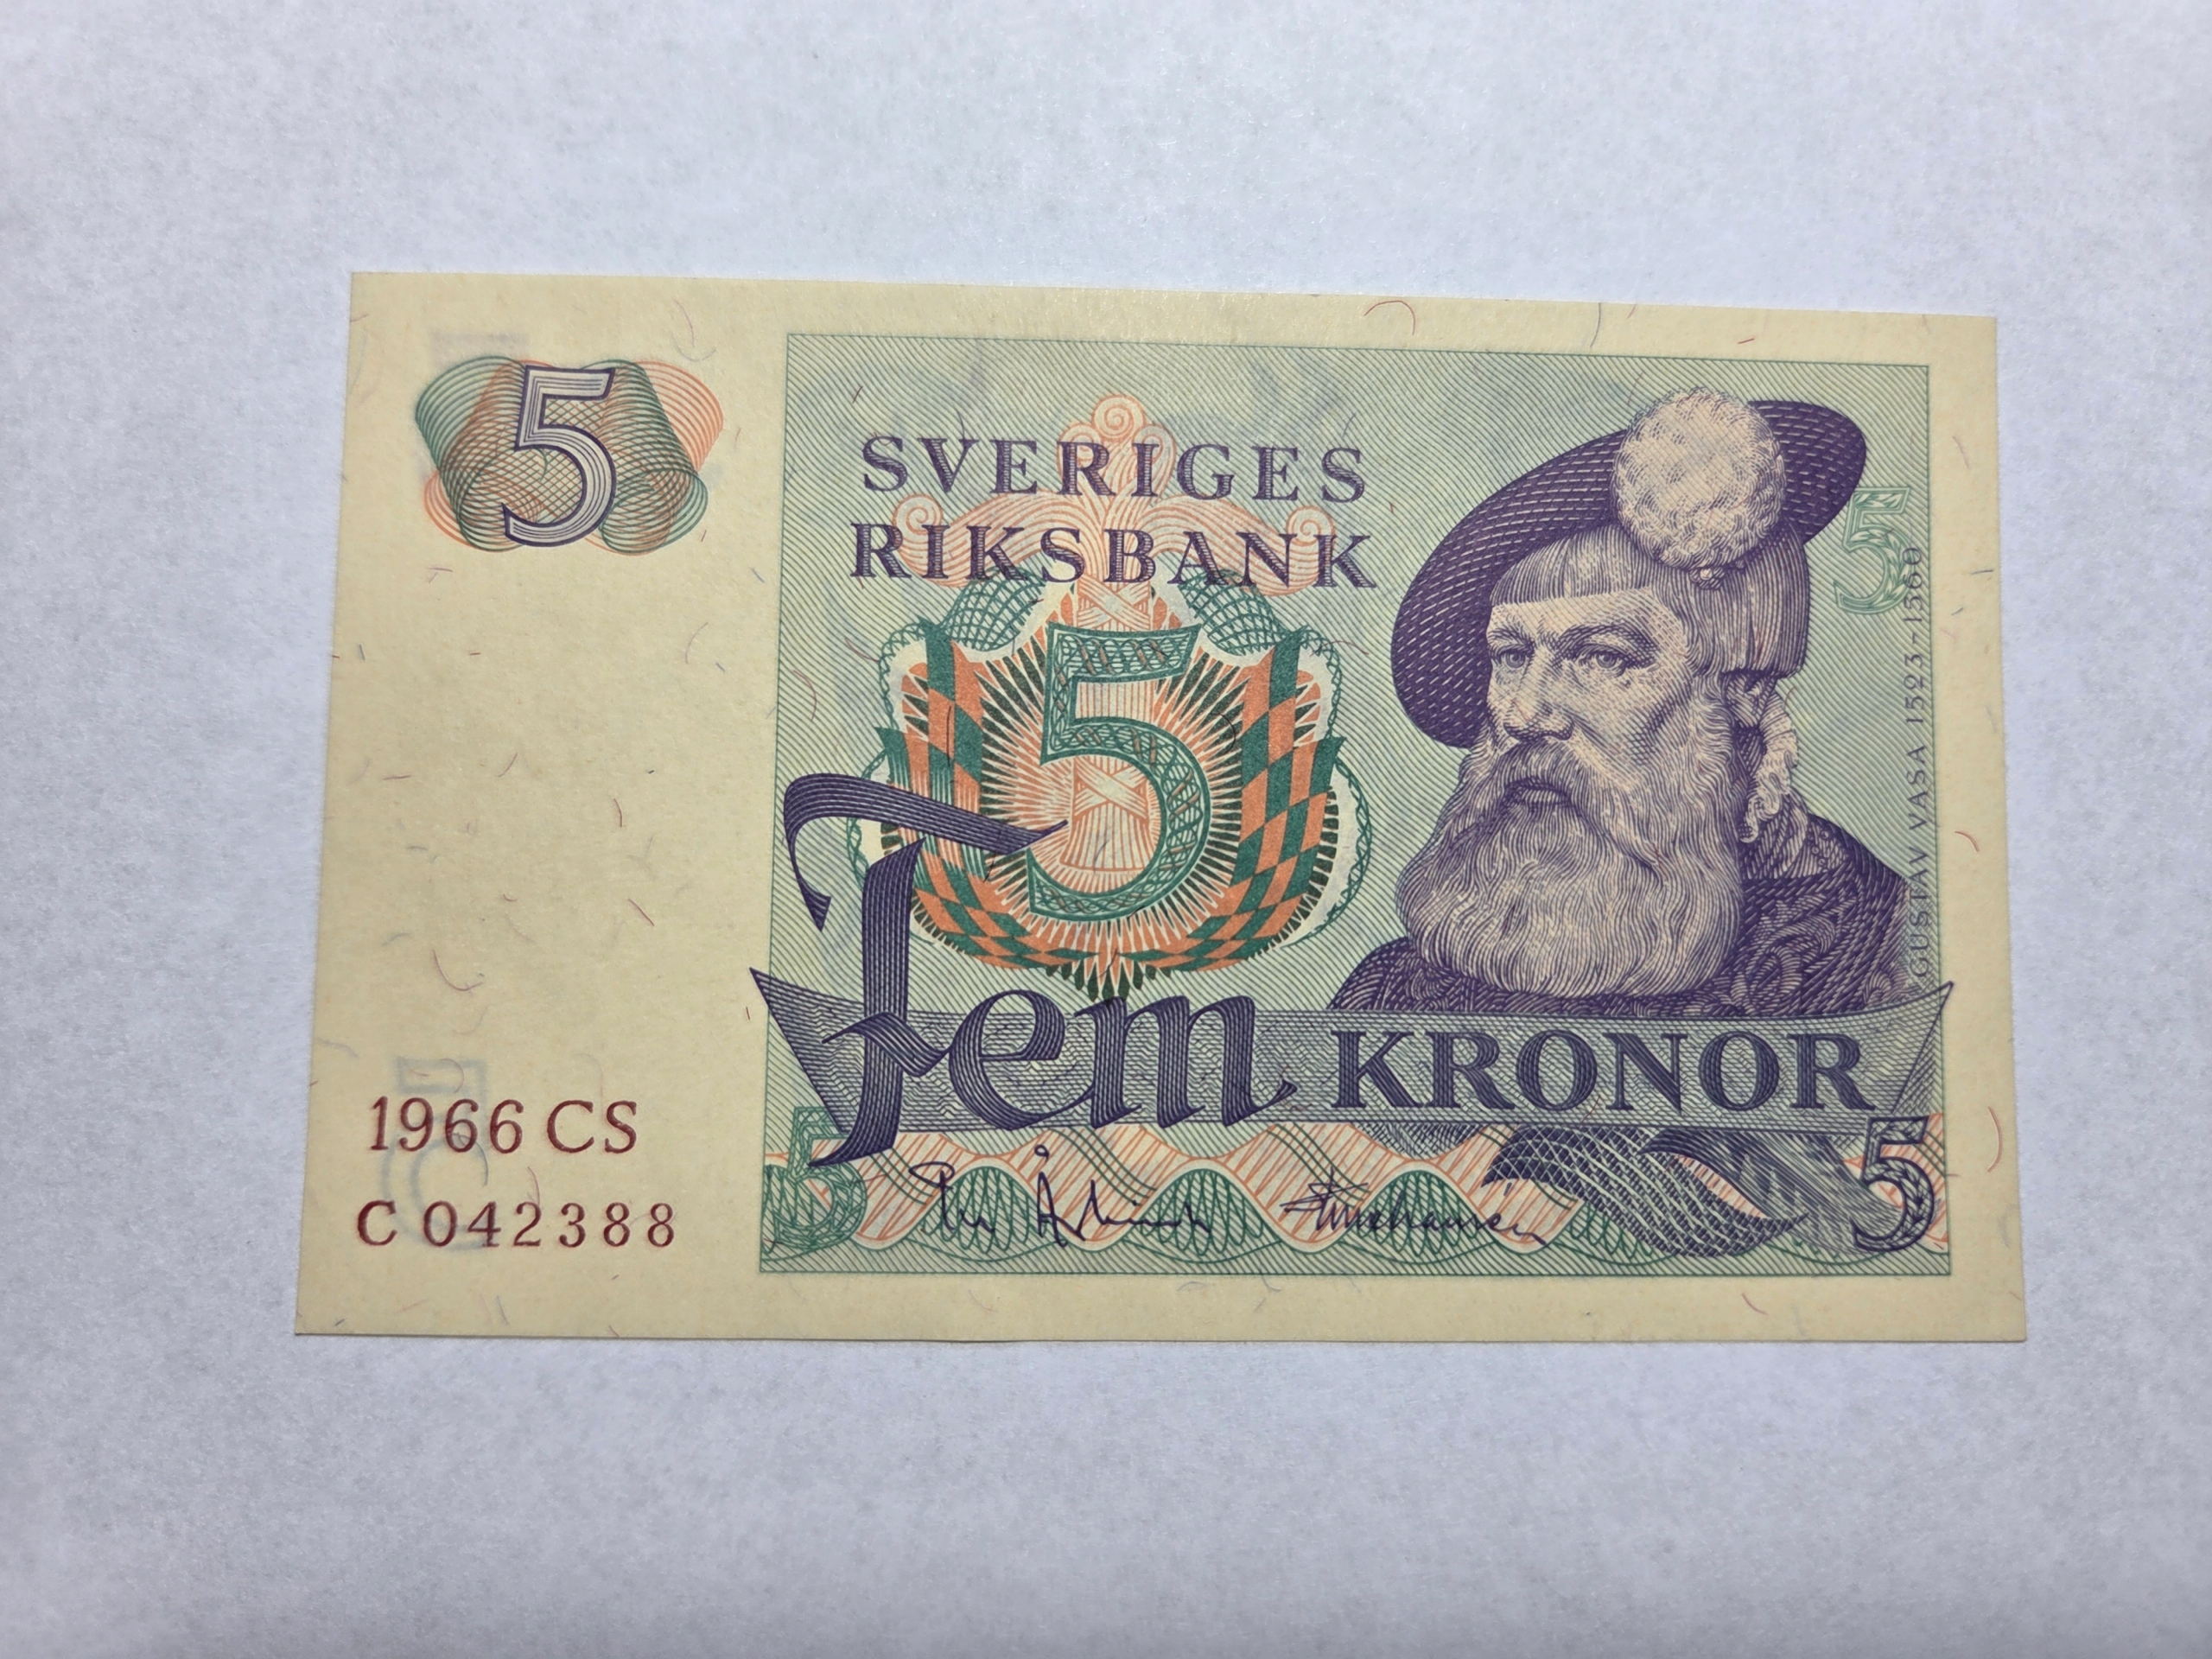 5
SVERIGES
RIKSBANK
5
5
GUSTAV VASA 1523-1560
Fem KRONOR
1966 CS
C 042388
5
5